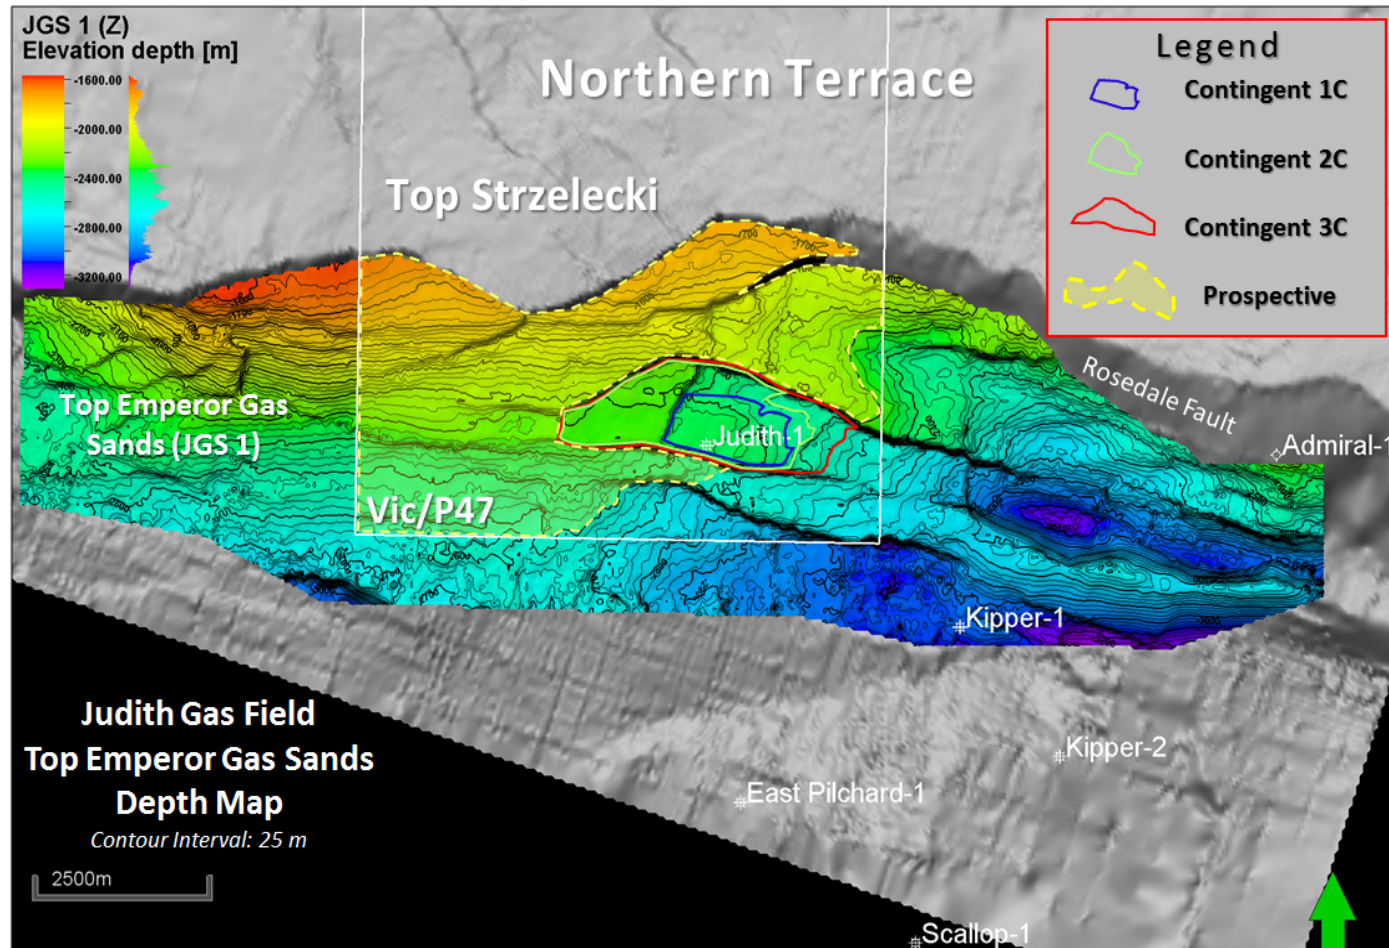 JGS 1 (Z)
Elevation depth [m]
-1600.00
-2000.00
-2400.00
-2800.00
-3200.00
Northern Terrace
Top Strzelecki
Legend
Contingent 1C
Contingent 2C
Contingent 3C
Prospective
Rosedale Fault
Admiral-1
Top Emperor Gas
Sands (JGS 1)
Judith-1
Vic/P47
Kipper-1
Judith Gas Field
Top Emperor Gas Sands
Depth Map
Contour Interval: 25 m
Kipper-2
East Pilchard-1
2500m
Scallop-1